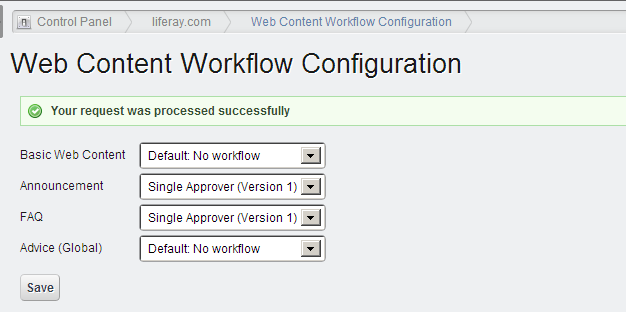 Control Panel liferay.com Web Content Workflow Configuration
Web Content Workflow Configuration
Your request was processed successfully
Basic Web Content Default: No workflow
Announcement Single Approver (Version 1)
FAQ Single Approver (Version 1)
Advice (Global) Default: No workflow
Save